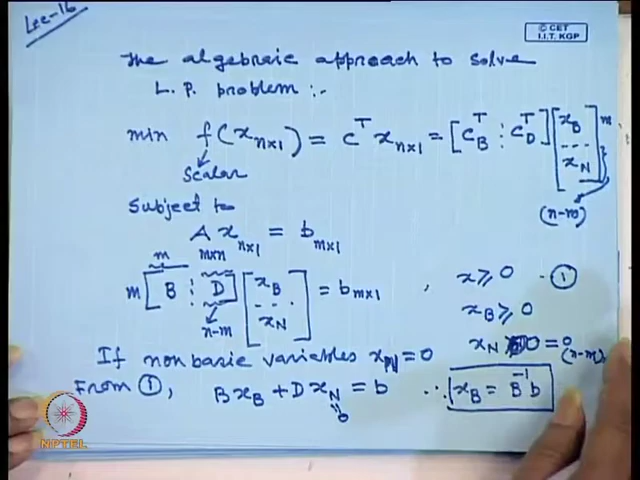 Lec-16
© CET
I.I.T. KGP
The algebraic approach to solve
L.P. problem :-
min f(x_{n×1}) = c^T x_{n×1} = [c_B^T ⋮ c_D^T] [x_B --- x_N] m
scalar
(n-m)
Subject to
A x_{n×1} = b_{m×1}
m×n
m
m [B ⋮ D] [x_B --- x_N] = b_{m×1} , x ≥ 0 - ①
n-m
x_B ≥ 0
x_N = 0 (n-m)
If nonbasic variables x_N = 0
From ①, B x_B + D x_N = b ∴ x_B = B^{-1} b
0
NPTEL